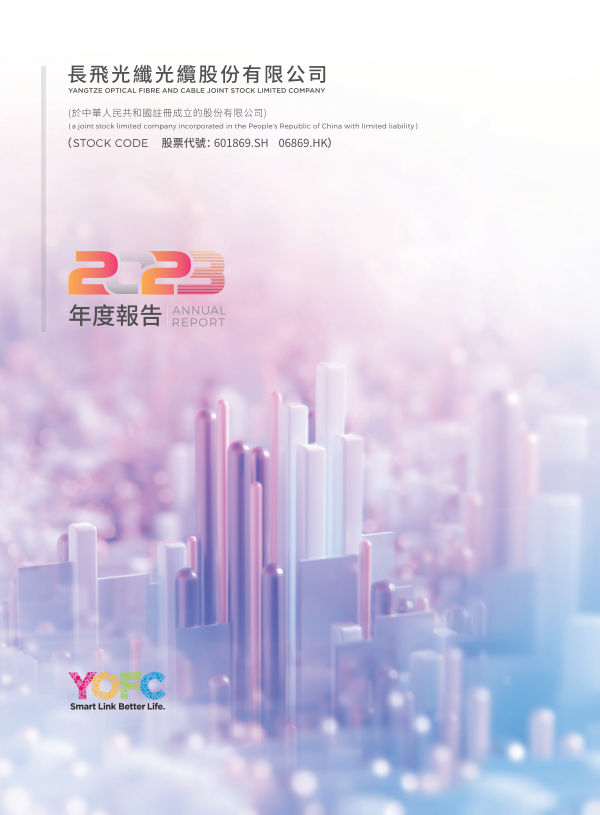 長飛光纖光纜股份有限公司
YANGTZE OPTICAL FIBRE AND CABLE JOINT STOCK LIMITED COMPANY
(於中華人民共和國註冊成立的股份有限公司)
(a joint stock limited company incorporated in the People's Republic of China with limited liability)
(STOCK CODE 股票代號: 601869.SH 06869.HK)
2023
年度報告 ANNUAL
REPORT
YOFC
Smart Link Better Life.